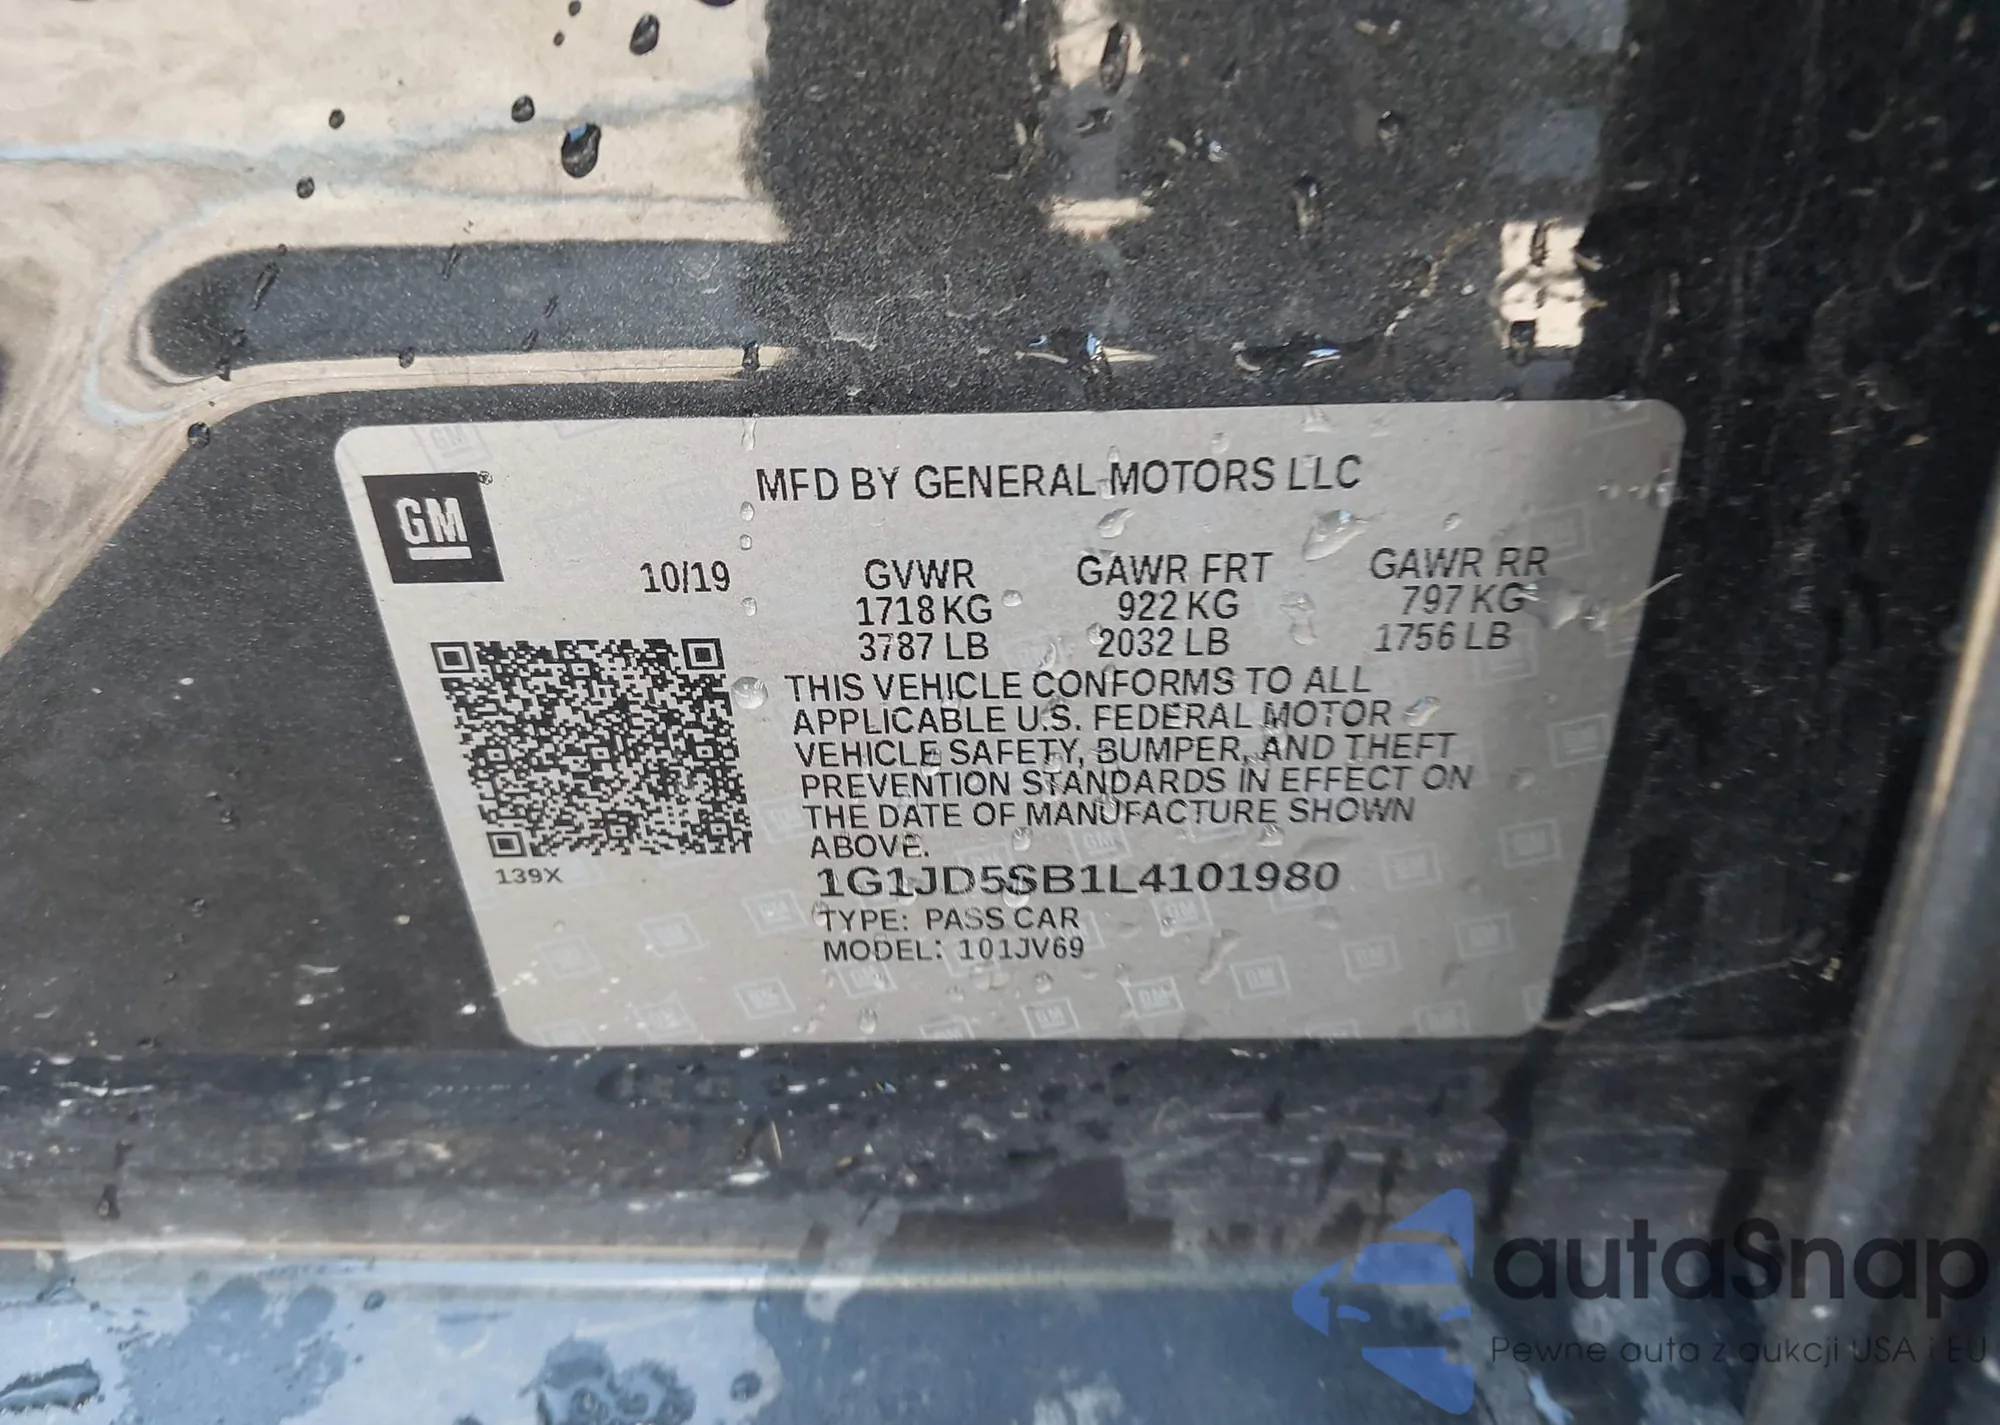 MFD BY GENERAL MOTORS LLC
GM
10/19
GVWR GAWR FRT GAWR RR
1718 KG 922 KG 797 KG
3787 LB 2032 LB 1756 LB
THIS VEHICLE CONFORMS TO ALL
APPLICABLE U.S. FEDERAL MOTOR
VEHICLE SAFETY, BUMPER, AND THEFT
PREVENTION STANDARDS IN EFFECT ON
THE DATE OF MANUFACTURE SHOWN
ABOVE.
139X
1G1JD5SB1L4101980
TYPE: PASS CAR
MODEL: 101JV69
autaSnap
Pewne auta z aukcji USA i EU